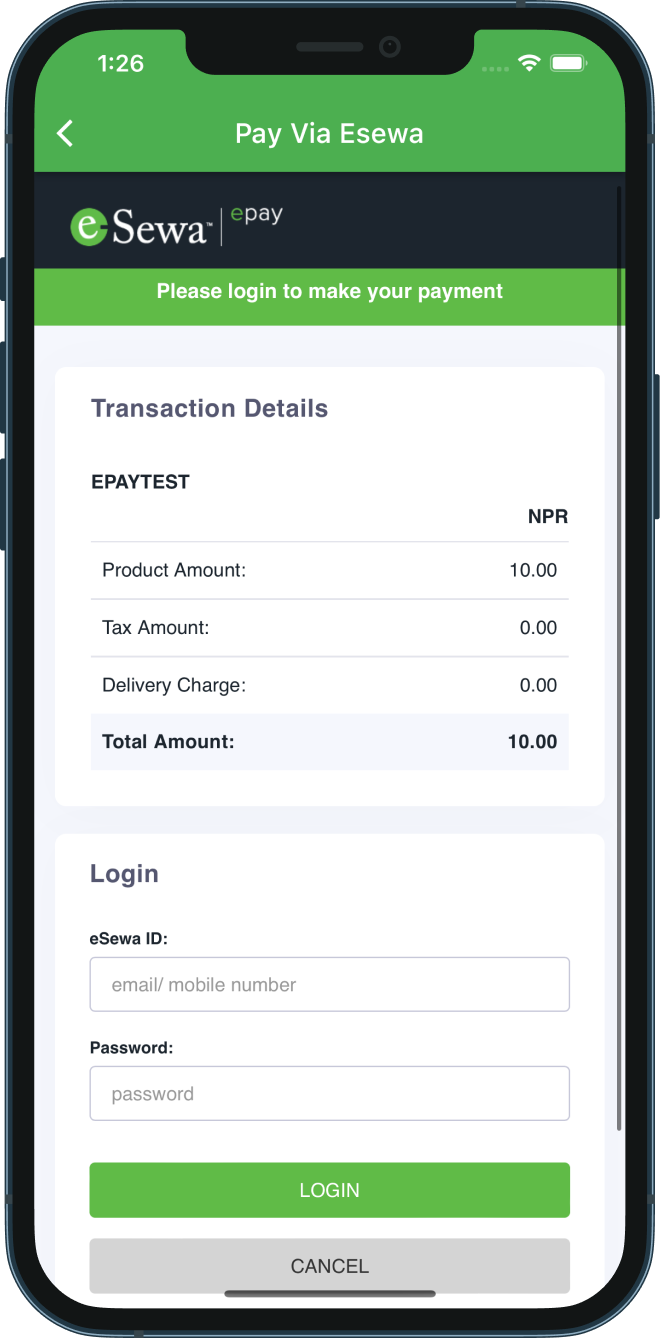 1:26
Pay Via Esewa
eSewa™ epay
Please login to make your payment
Transaction Details
EPAYTEST
NPR
Product Amount: 10.00
Tax Amount: 0.00
Delivery Charge: 0.00
Total Amount: 10.00
Login
eSewa ID:
email/ mobile number
Password:
password
LOGIN
CANCEL